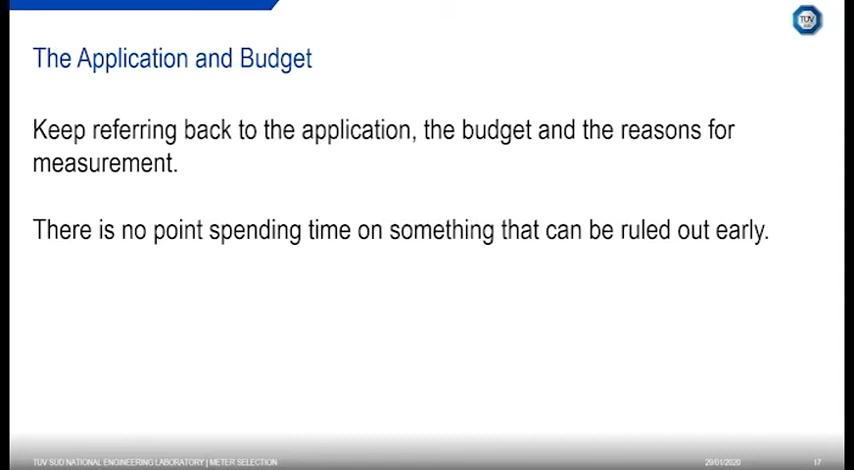 TÜV
SÜD
The Application and Budget
Keep referring back to the application, the budget and the reasons for
measurement.
There is no point spending time on something that can be ruled out early.
TÜV SÜD NATIONAL ENGINEERING LABORATORY | METER SELECTION
29/01/2020
17